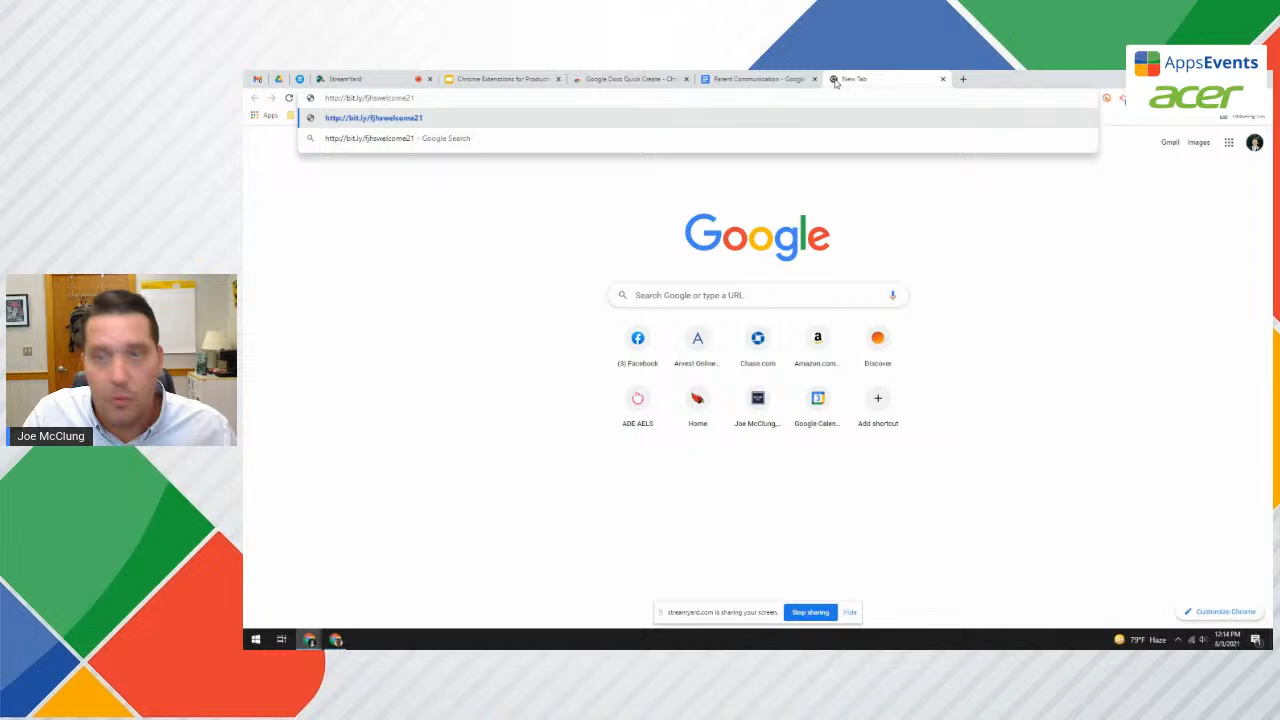 AppsEvents
acer
StreamYard
Chrome Extensions for Producti
Google Docs Quick Create - Chr
Parent Communication - Google
New Tab
http://bit.ly/fjhswelcome21
Apps
http://bit.ly/fjhswelcome21
http://bit.ly/fjhswelcome21 - Google Search
Gmail Images
Google
Search Google or type a URL
(3) Facebook Arvest Online... Chase.com Amazon.com... Discover
ADE AELS Home Joe McClung,... Google Calen... Add shortcut
Joe McClung
streamyard.com is sharing your screen. Stop sharing Hide
Customize Chrome
79°F Haze
12:14 PM
8/3/2021